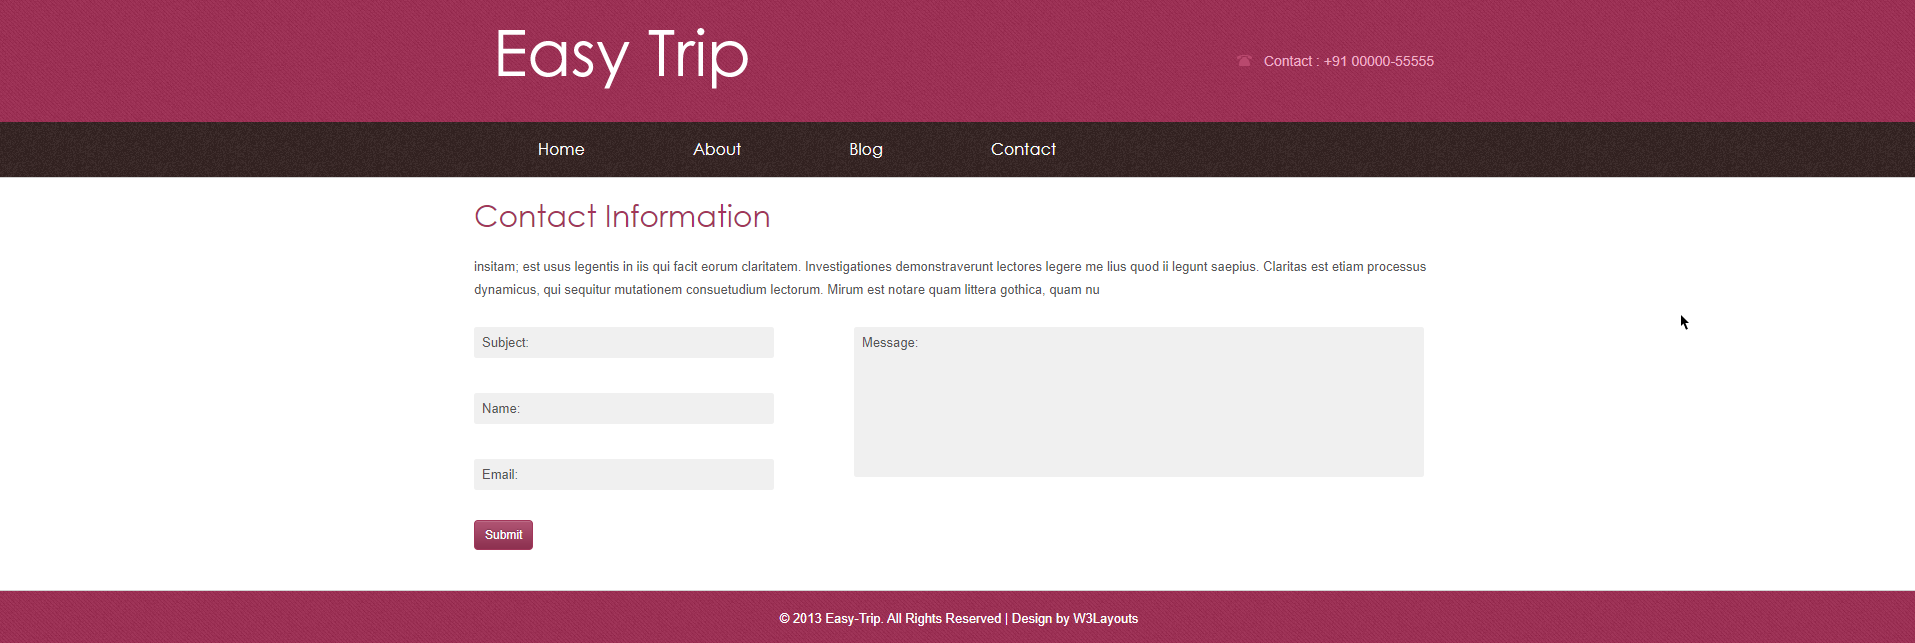 Easy Trip
Contact : +91 00000-55555
Home About Blog Contact
Contact Information
insitam; est usus legentis in iis qui facit eorum claritatem. Investigationes demonstraverunt lectores legere me lius quod ii legunt saepius. Claritas est etiam processus
dynamicus, qui sequitur mutationem consuetudium lectorum. Mirum est notare quam littera gothica, quam nu
Subject:
Name:
Email:
Message:
Submit
© 2013 Easy-Trip. All Rights Reserved | Design by W3Layouts